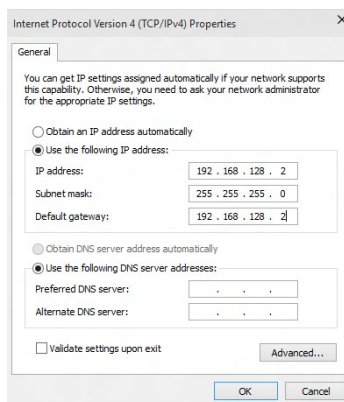 Internet Protocol Version 4 (TCP/IPv4) Properties
General
You can get IP settings assigned automatically if your network supports
this capability. Otherwise, you need to ask your network administrator
for the appropriate IP settings.
Obtain an IP address automatically
Use the following IP address:
IP address: 192 . 168 . 128 . 2
Subnet mask: 255 . 255 . 255 . 0
Default gateway: 192 . 168 . 128 . 2
Obtain DNS server address automatically
Use the following DNS server addresses:
Preferred DNS server: . . .
Alternate DNS server: . . .
Validate settings upon exit
Advanced...
OK Cancel